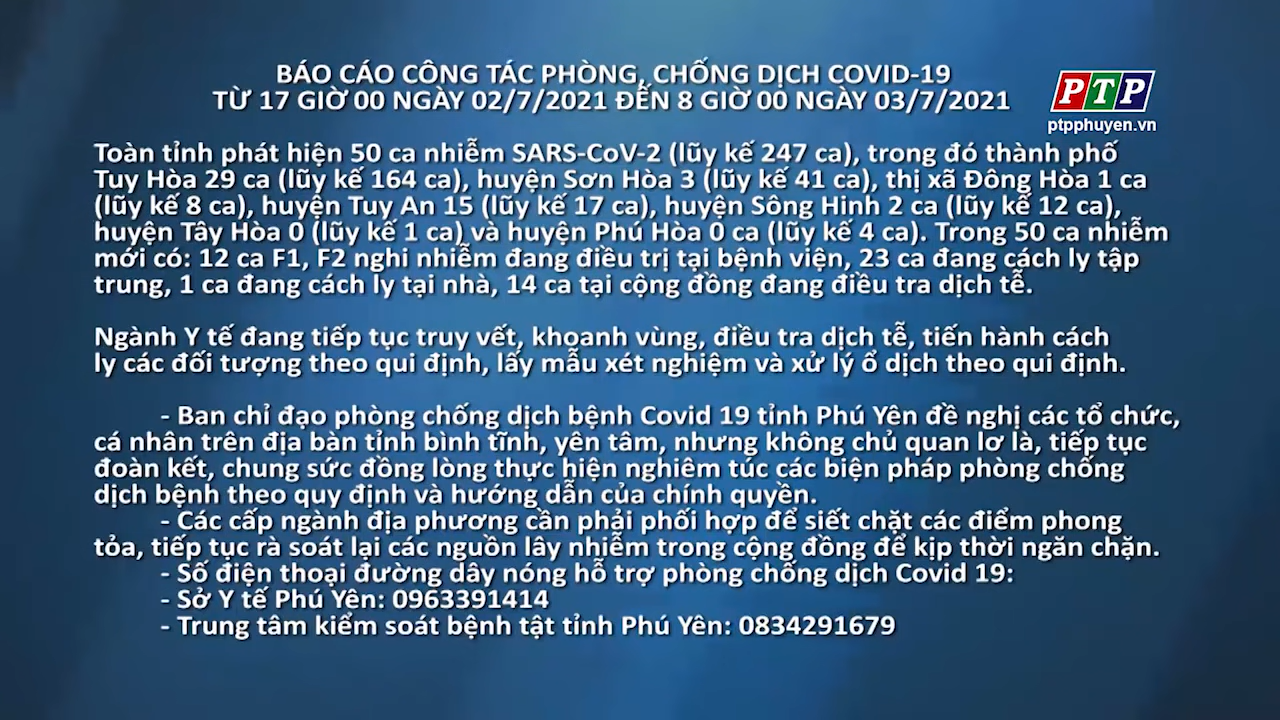 BÁO CÁO CÔNG TÁC PHÒNG, CHỐNG DỊCH COVID-19
TỪ 17 GIỜ 00 NGÀY 02/7/2021 ĐẾN 8 GIỜ 00 NGÀY 03/7/2021
PTP
ptpphuyen.vn
Toàn tỉnh phát hiện 50 ca nhiễm SARS-CoV-2 (lũy kế 247 ca), trong đó thành phố
Tuy Hòa 29 ca (lũy kế 164 ca), huyện Sơn Hòa 3 (lũy kế 41 ca), thị xã Đông Hòa 1 ca
(lũy kế 8 ca), huyện Tuy An 15 (lũy kế 17 ca), huyện Sông Hinh 2 ca (lũy kế 12 ca),
huyện Tây Hòa 0 (lũy kế 1 ca) và huyện Phú Hòa 0 ca (lũy kế 4 ca). Trong 50 ca nhiễm
mới có: 12 ca F1, F2 nghi nhiễm đang điều trị tại bệnh viện, 23 ca đang cách ly tập
trung, 1 ca đang cách ly tại nhà, 14 ca tại cộng đồng đang điều tra dịch tễ.
Ngành Y tế đang tiếp tục truy vết, khoanh vùng, điều tra dịch tễ, tiến hành cách
ly các đối tượng theo qui định, lấy mẫu xét nghiệm và xử lý ổ dịch theo qui định.
- Ban chỉ đạo phòng chống dịch bệnh Covid 19 tỉnh Phú Yên đề nghị các tổ chức,
cá nhân trên địa bàn tỉnh bình tĩnh, yên tâm, nhưng không chủ quan lơ là, tiếp tục
đoàn kết, chung sức đồng lòng thực hiện nghiêm túc các biện pháp phòng chống
dịch bệnh theo quy định và hướng dẫn của chính quyền.
- Các cấp ngành địa phương cần phải phối hợp để siết chặt các điểm phong
tỏa, tiếp tục rà soát lại các nguồn lây nhiễm trong cộng đồng để kịp thời ngăn chặn.
- Số điện thoại đường dây nóng hỗ trợ phòng chống dịch Covid 19:
- Sở Y tế Phú Yên: 0963391414
- Trung tâm kiểm soát bệnh tật tỉnh Phú Yên: 0834291679